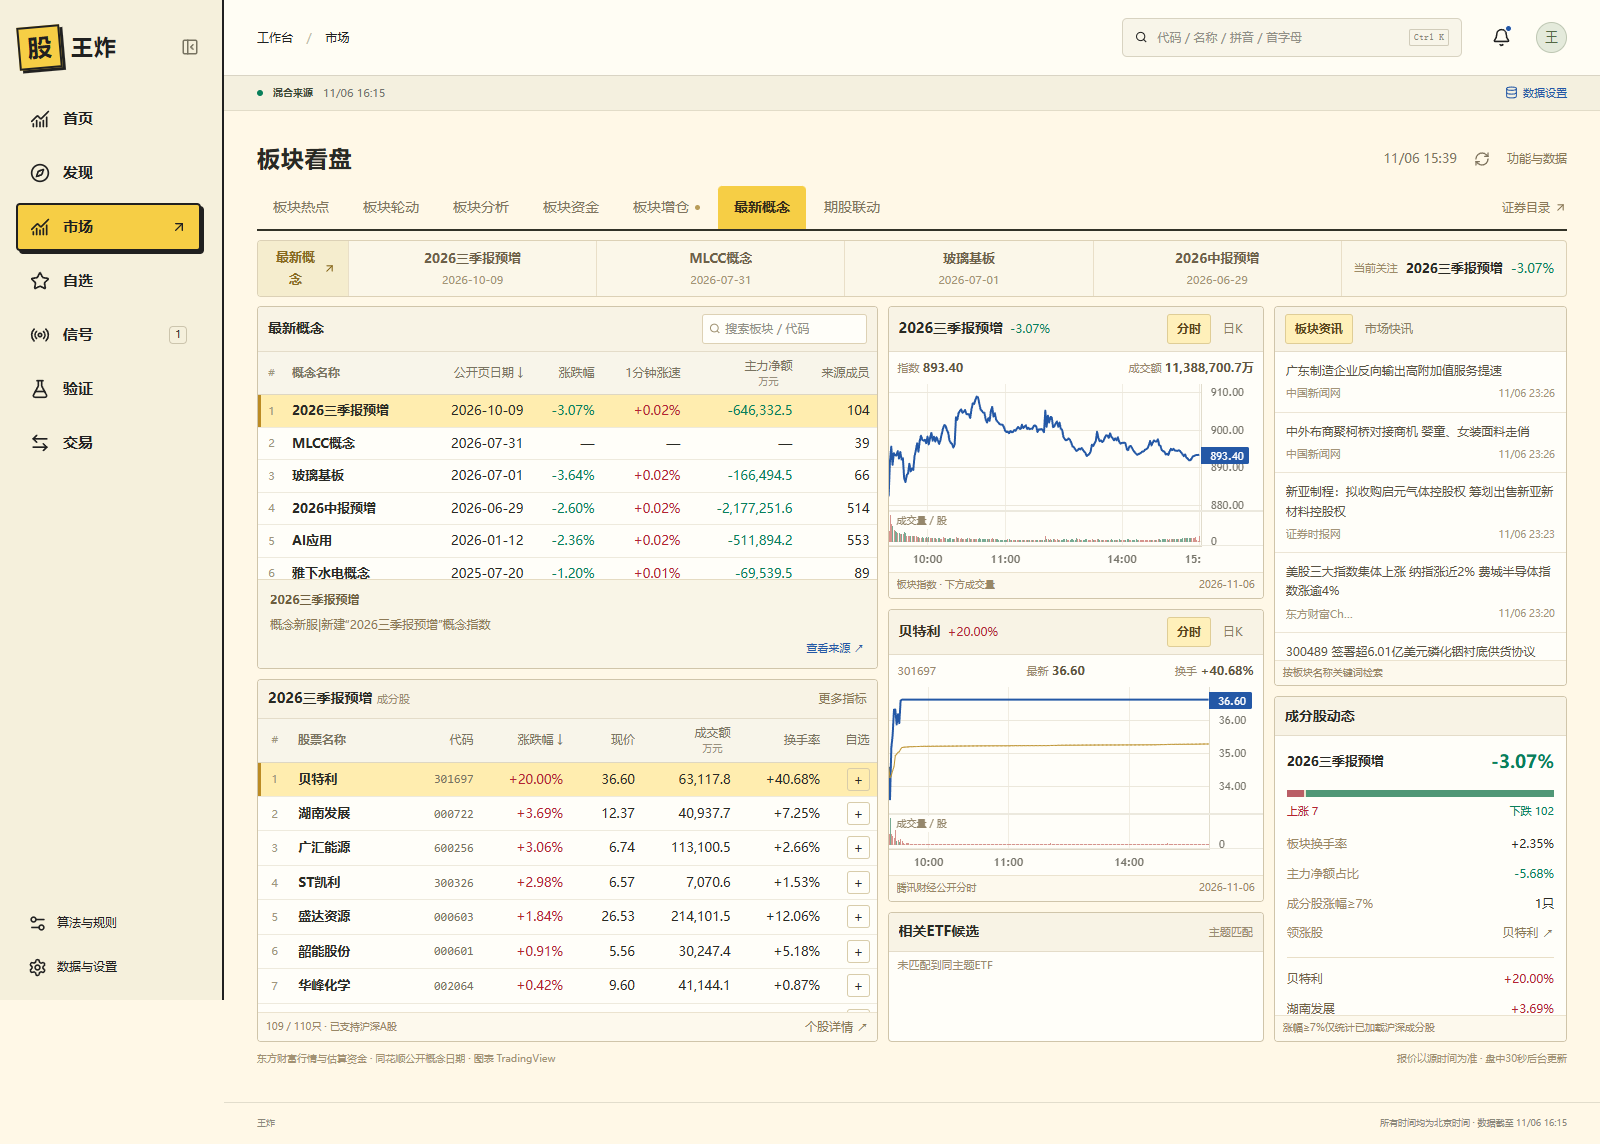 股 王炸
首页
发现
市场
自选
信号 1
验证
交易
算法与规则
数据与设置
工作台 / 市场
代码 / 名称 / 拼音 / 首字母 Ctrl K
王
混合来源 11/06 16:15
数据设置
板块看盘
11/06 15:39 功能与数据
板块热点 板块轮动 板块分析 板块资金 板块增仓 最新概念 期股联动
证券目录
最新概念
2026三季报预增
2026-10-09
MLCC概念
2026-07-31
玻璃基板
2026-07-01
2026中报预增
2026-06-29
当前关注 2026三季报预增 -3.07%
最新概念
搜索板块 / 代码
# 概念名称 公开页日期↓ 涨跌幅 1分钟涨速 主力净额 万元 来源成员
1 2026三季报预增 2026-10-09 -3.07% +0.02% -646,332.5 104
2 MLCC概念 2026-07-31 — — — 39
3 玻璃基板 2026-07-01 -3.64% +0.02% -166,494.5 66
4 2026中报预增 2026-06-29 -2.60% +0.02% -2,177,251.6 514
5 AI应用 2026-01-12 -2.36% +0.02% -511,894.2 553
6 雅下水电概念 2025-07-20 -1.20% +0.01% -69,539.5 89
2026三季报预增
概念新服|新建“2026三季报预增”概念指数
查看来源 ↗
2026三季报预增 成分股
更多指标
# 股票名称 代码 涨跌幅↓ 现价 成交额 万元 换手率 自选
1 贝特利 301697 +20.00% 36.60 63,117.8 +40.68% +
2 湖南发展 000722 +3.69% 12.37 40,937.7 +7.25% +
3 广汇能源 600256 +3.06% 6.74 113,100.5 +2.66% +
4 ST凯利 300326 +2.98% 6.57 7,070.6 +1.53% +
5 盛达资源 000603 +1.84% 26.53 214,101.5 +12.06% +
6 韶能股份 000601 +0.91% 5.56 30,247.4 +5.18% +
7 华峰化学 002064 +0.42% 9.60 41,144.1 +0.87% +
109 / 110只 · 已支持沪深A股
个股详情 ↗
2026三季报预增 -3.07%
分时 日K
指数 893.40 成交额 11,388,700.7万
910.00
900.00
893.40
890.00
880.00
成交量 / 股
0
10:00 11:00 14:00 15:
板块指数 · 下方成交量 2026-11-06
贝特利 +20.00%
分时 日K
301697 最新 36.60 换手 +40.68%
36.60
36.00
35.00
34.00
成交量 / 股
0
10:00 11:00 14:00
腾讯财经公开分时 2026-11-06
相关ETF候选 主题匹配
未匹配到同主题ETF
板块资讯 市场快讯
广东制造企业反向输出高附加值服务提速
中国新闻网 11/06 23:26
中外布商聚柯桥对接商机 婴童、女装面料走俏
中国新闻网 11/06 23:26
新亚制程：拟收购启元气体控股权 筹划出售新亚新
材料控股权
证券时报网 11/06 23:23
美股三大指数集体上涨 纳指涨近2% 费城半导体指
数涨逾4%
东方财富Ch... 11/06 23:20
300489 签署超6.01亿美元磷化铟衬底供货协议
按板块名称关键词检索
成分股动态
2026三季报预增 -3.07%
上涨 7 下跌 102
板块换手率 +2.35%
主力净额占比 -5.68%
成分股涨幅≥7% 1只
领涨股 贝特利 ↗
贝特利 +20.00%
湖南发展 +3.69%
涨幅≥7%仅统计已加载沪深成分股
东方财富行情与估算资金 · 同花顺公开概念日期 · 图表 TradingView
报价以源时间为准 · 盘中30秒后台更新
王炸
所有时间均为北京时间 · 数据截至 11/06 16:15